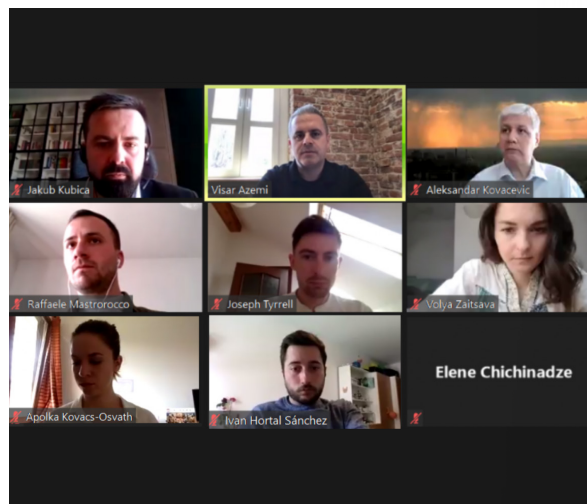 Jakub Kubica
Visar Azemi
Aleksandar Kovacevic
Raffaele Mastrorocco
Joseph Tyrrell
Volya Zaitsava
Apolka Kovacs-Osvath
Ivan Hortal Sánchez
Elene Chichinadze